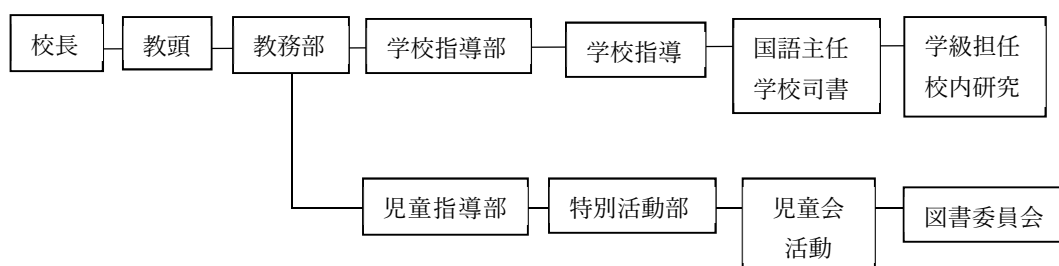 校長
教頭
教務部
学校指導部
学校指導
国語主任
学校司書
学級担任
校内研究
児童指導部
特別活動部
児童会
活動
図書委員会